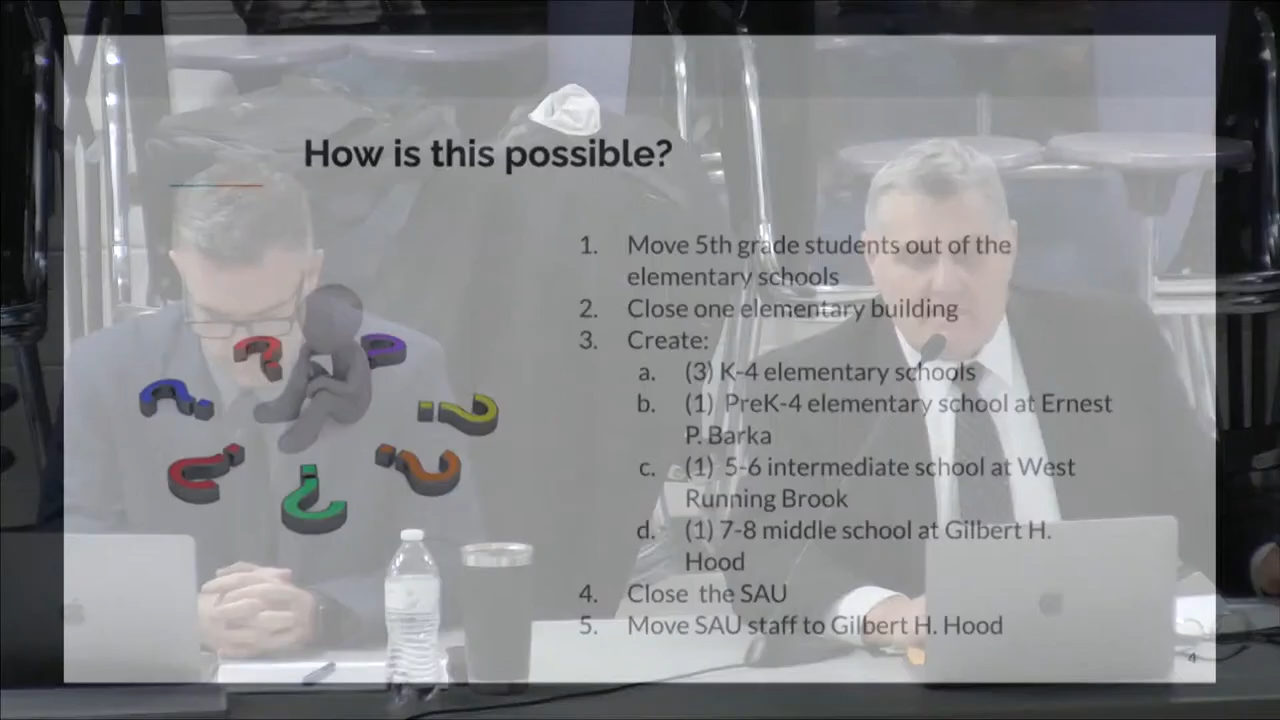 How is this possible?
1. Move 5th grade students out of the
elementary schools
2. Close one elementary building
3. Create:
a. (3) K-4 elementary schools
b. (1) PreK-4 elementary school at Ernest
P. Barka
c. (1) 5-6 intermediate school at West
Running Brook
d. (1) 7-8 middle school at Gilbert H.
Hood
4. Close the SAU
5. Move SAU staff to Gilbert H. Hood
4